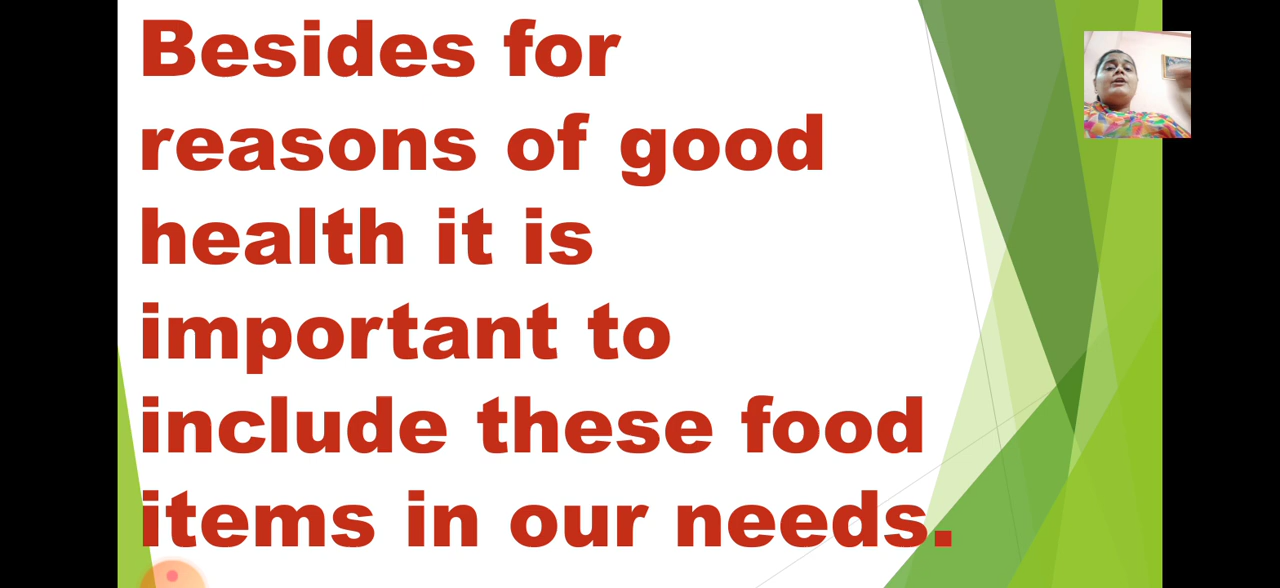 Besides for
reasons of good
health it is
important to
include these food
items in our needs.